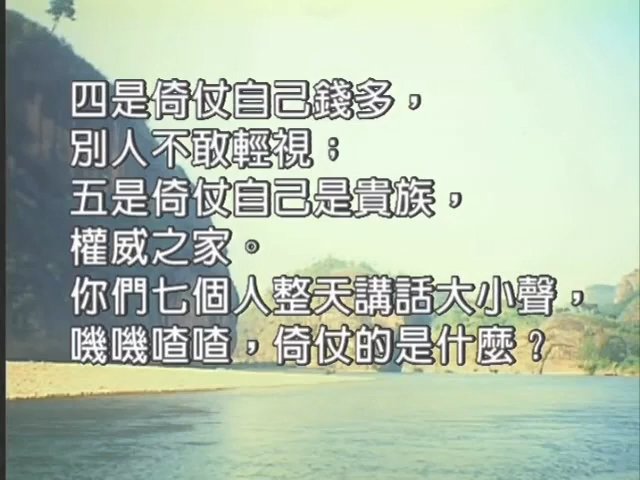 四是倚仗自己錢多，
別人不敢輕視；
五是倚仗自己是貴族，
權威之家。
你們七個人整天講話大小聲，
嘰嘰喳喳，倚仗的是什麼？